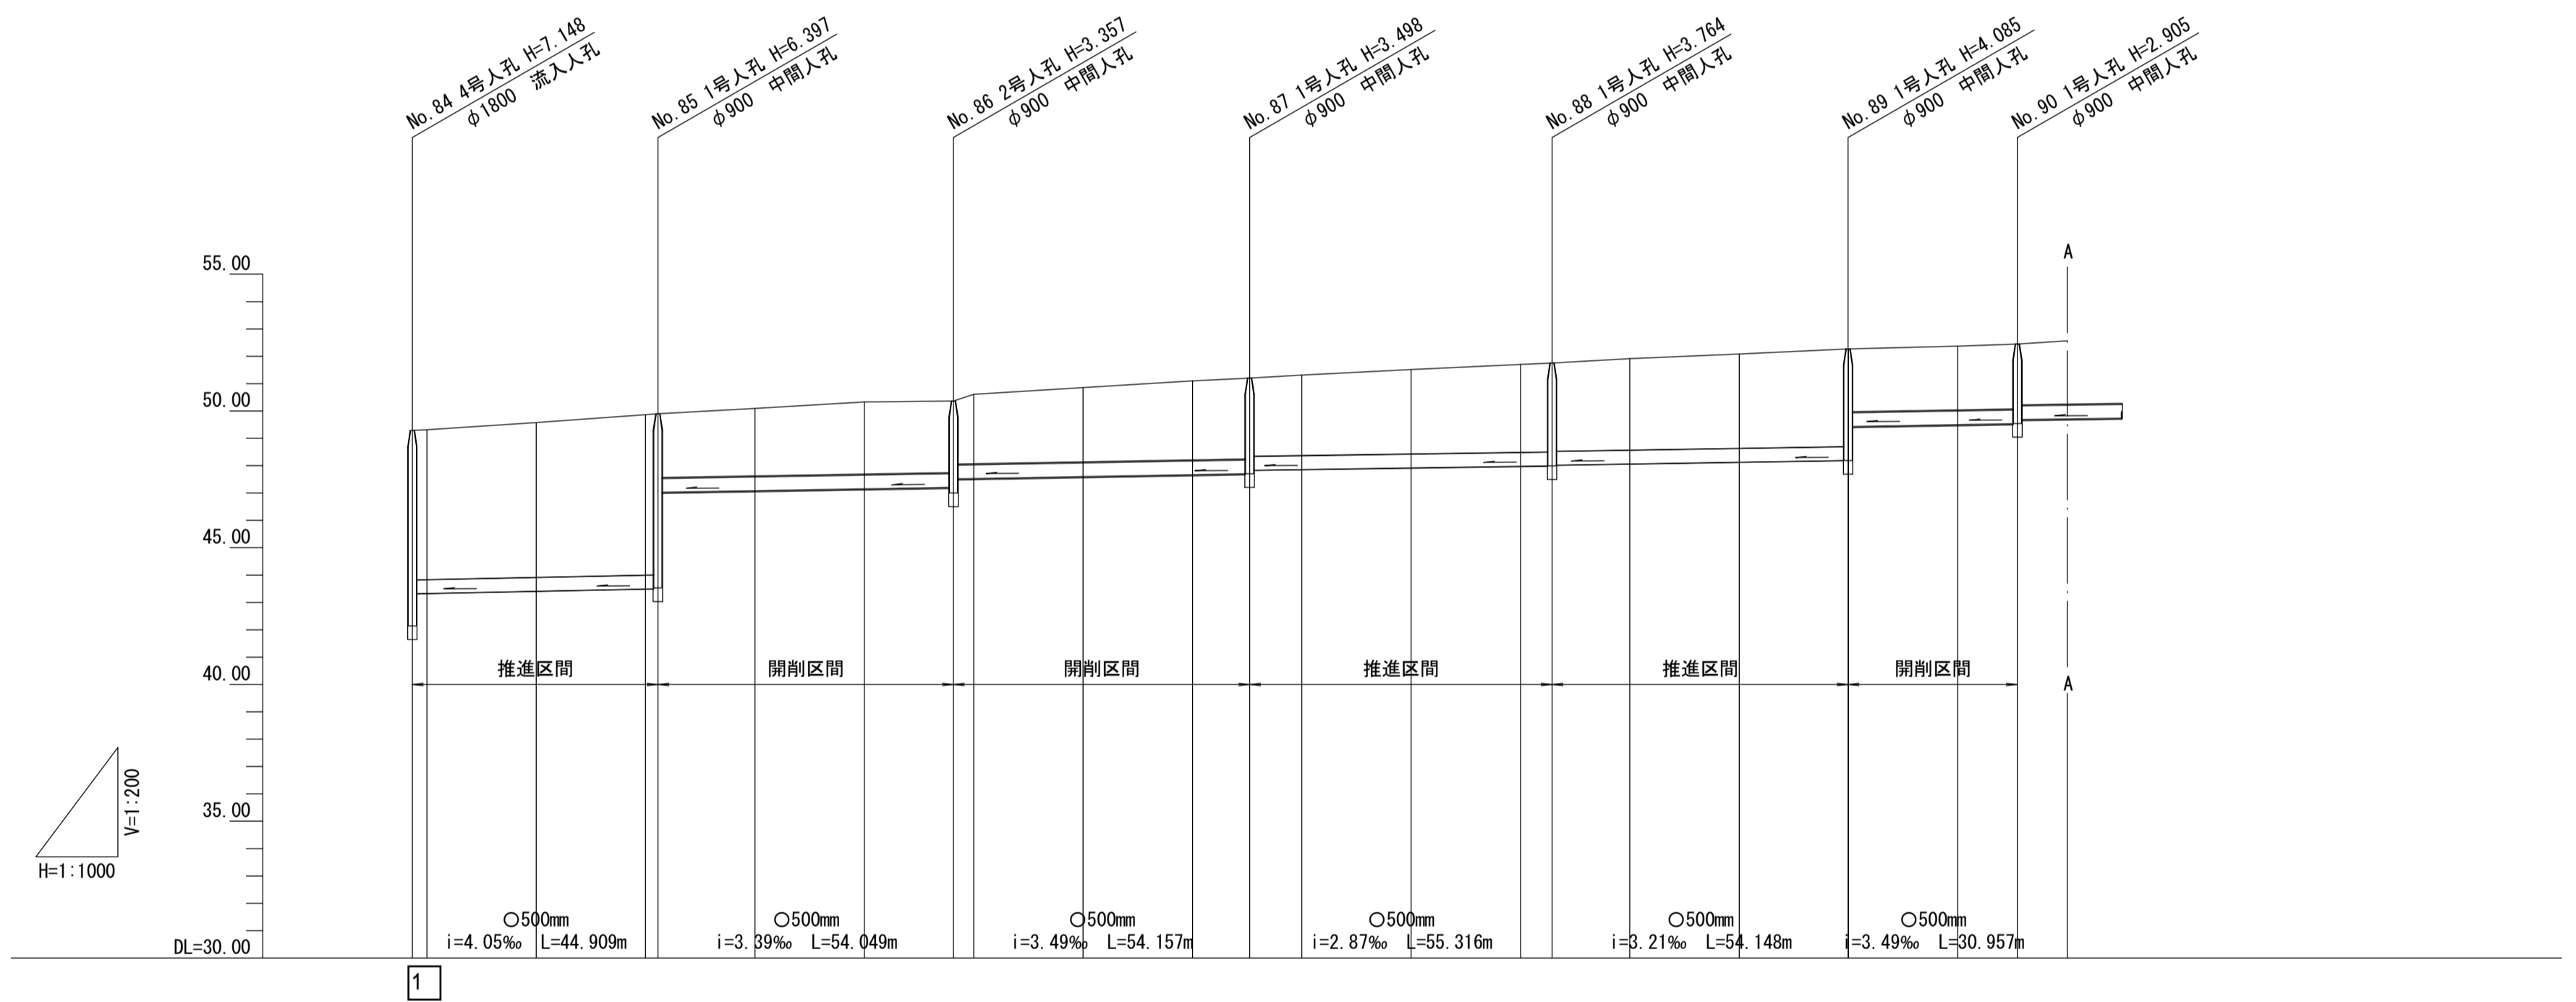 No.84 4号人孔 H=7.148
φ1800 流入人孔
No.85 1号人孔 H=6.397
φ900 中間人孔
No.86 2号人孔 H=3.357
φ900 中間人孔
No.87 1号人孔 H=3.498
φ900 中間人孔
No.88 1号人孔 H=3.764
φ900 中間人孔
No.89 1号人孔 H=4.085
φ900 中間人孔
No.90 1号人孔 H=2.905
φ900 中間人孔
A
55.00
50.00
45.00
40.00
35.00
DL=30.00
推進区間
開削区間
開削区間
推進区間
推進区間
開削区間
A
V=1:200
H=1:1000
○500mm
i=4.05‰ L=44.909m
○500mm
i=3.39‰ L=54.049m
○500mm
i=3.49‰ L=54.157m
○500mm
i=2.87‰ L=55.316m
○500mm
i=3.21‰ L=54.148m
○500mm
i=3.49‰ L=30.957m
1